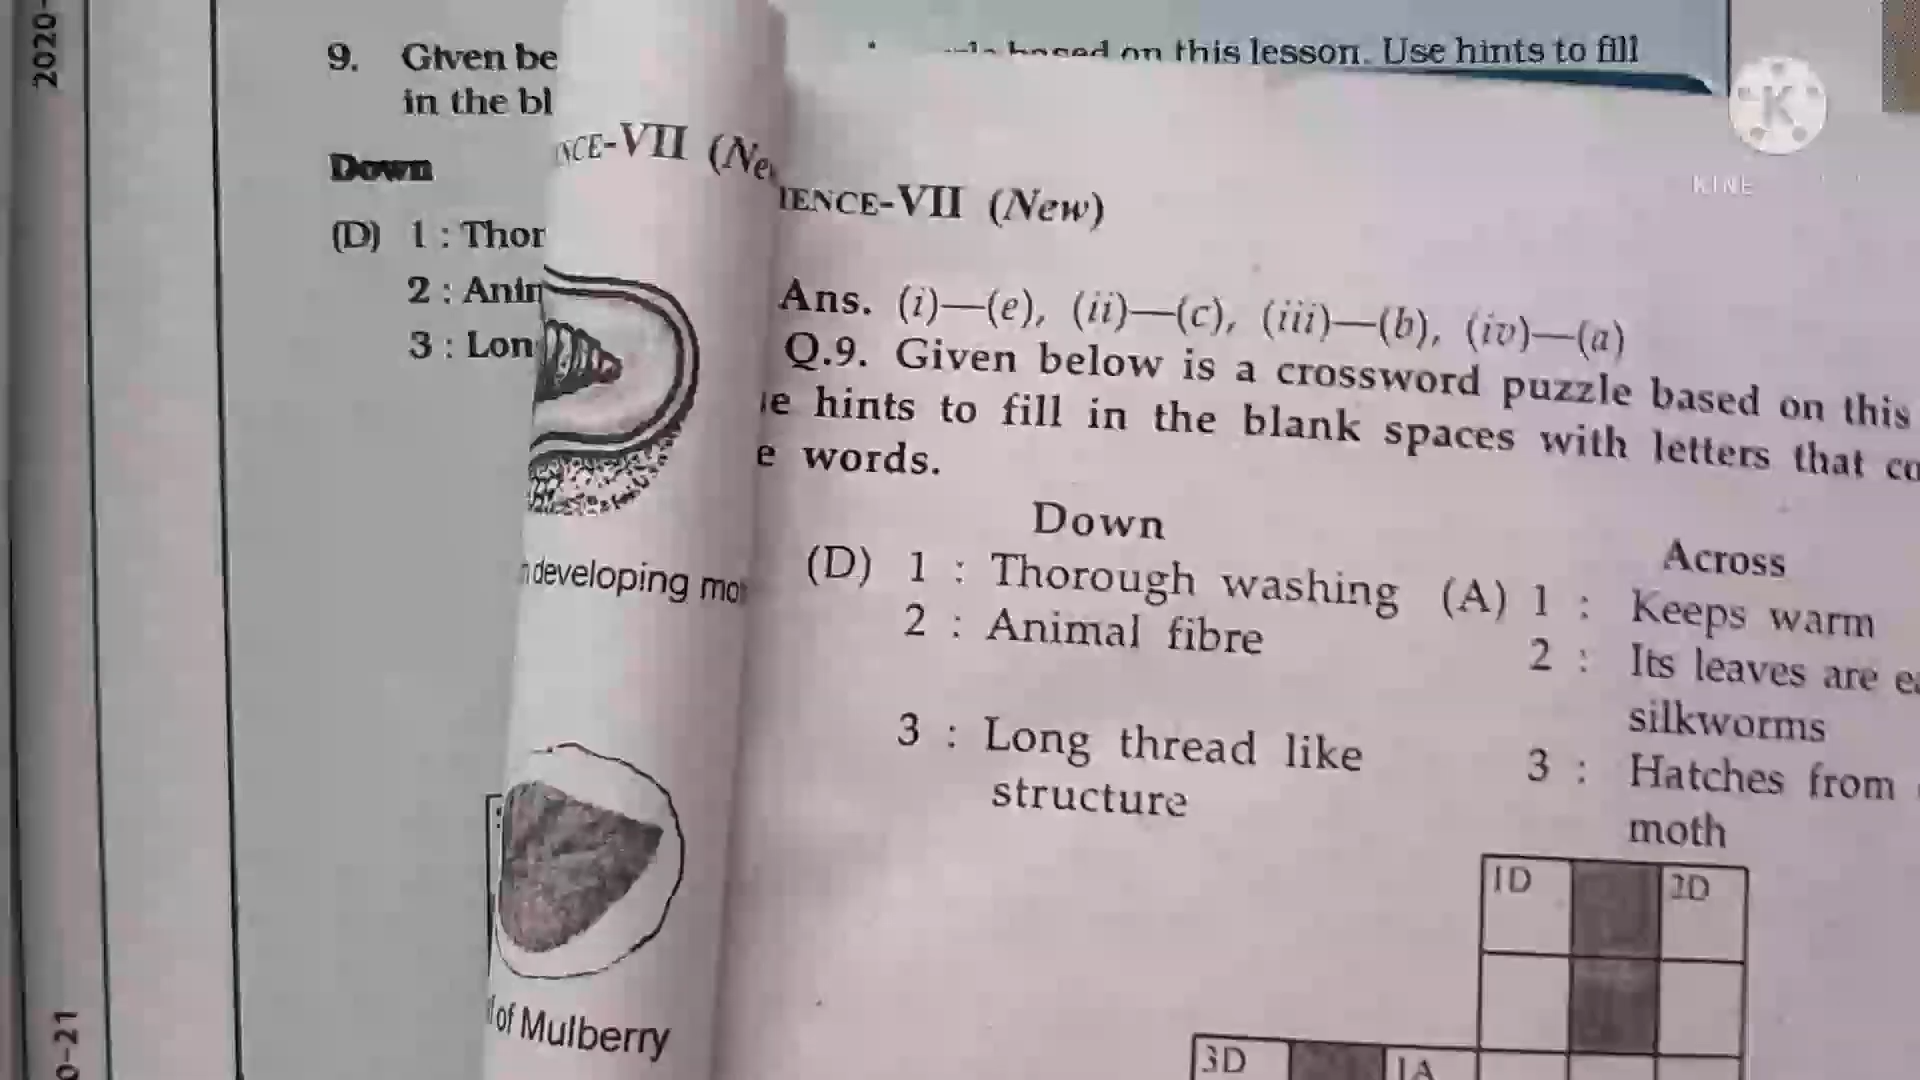 2020-
0-21
9. Given be
based on this lesson. Use hints to fill
in the bl
Down
(D) 1 : Thor
2 : Anim
3 : Lon
NCE-VII (New
developing mo
of Mulberry
IENCE-VII (New)
Ans. (i)—(e), (ii)—(c), (iii)—(b), (iv)—(a)
Q.9. Given below is a crossword puzzle based on this
e hints to fill in the blank spaces with letters that co
e words.
Down
(D) 1 : Thorough washing
2 : Animal fibre
3 : Long thread like
structure
Across
(A) 1 : Keeps warm
2 : Its leaves are ea
silkworms
3 : Hatches from
moth
1D
2D
3D
1A
K
KINE